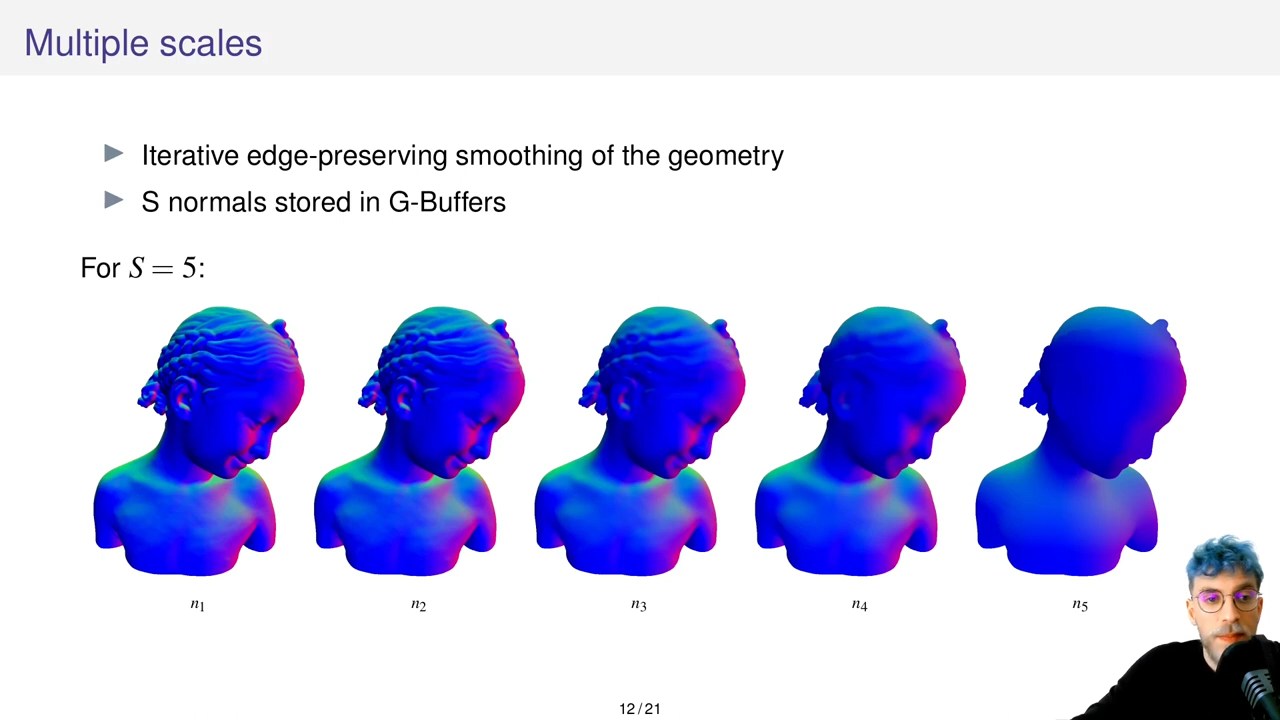 Multiple scales
Iterative edge-preserving smoothing of the geometry
S normals stored in G-Buffers
For S = 5:
n1 n2 n3 n4 n5
12 / 21